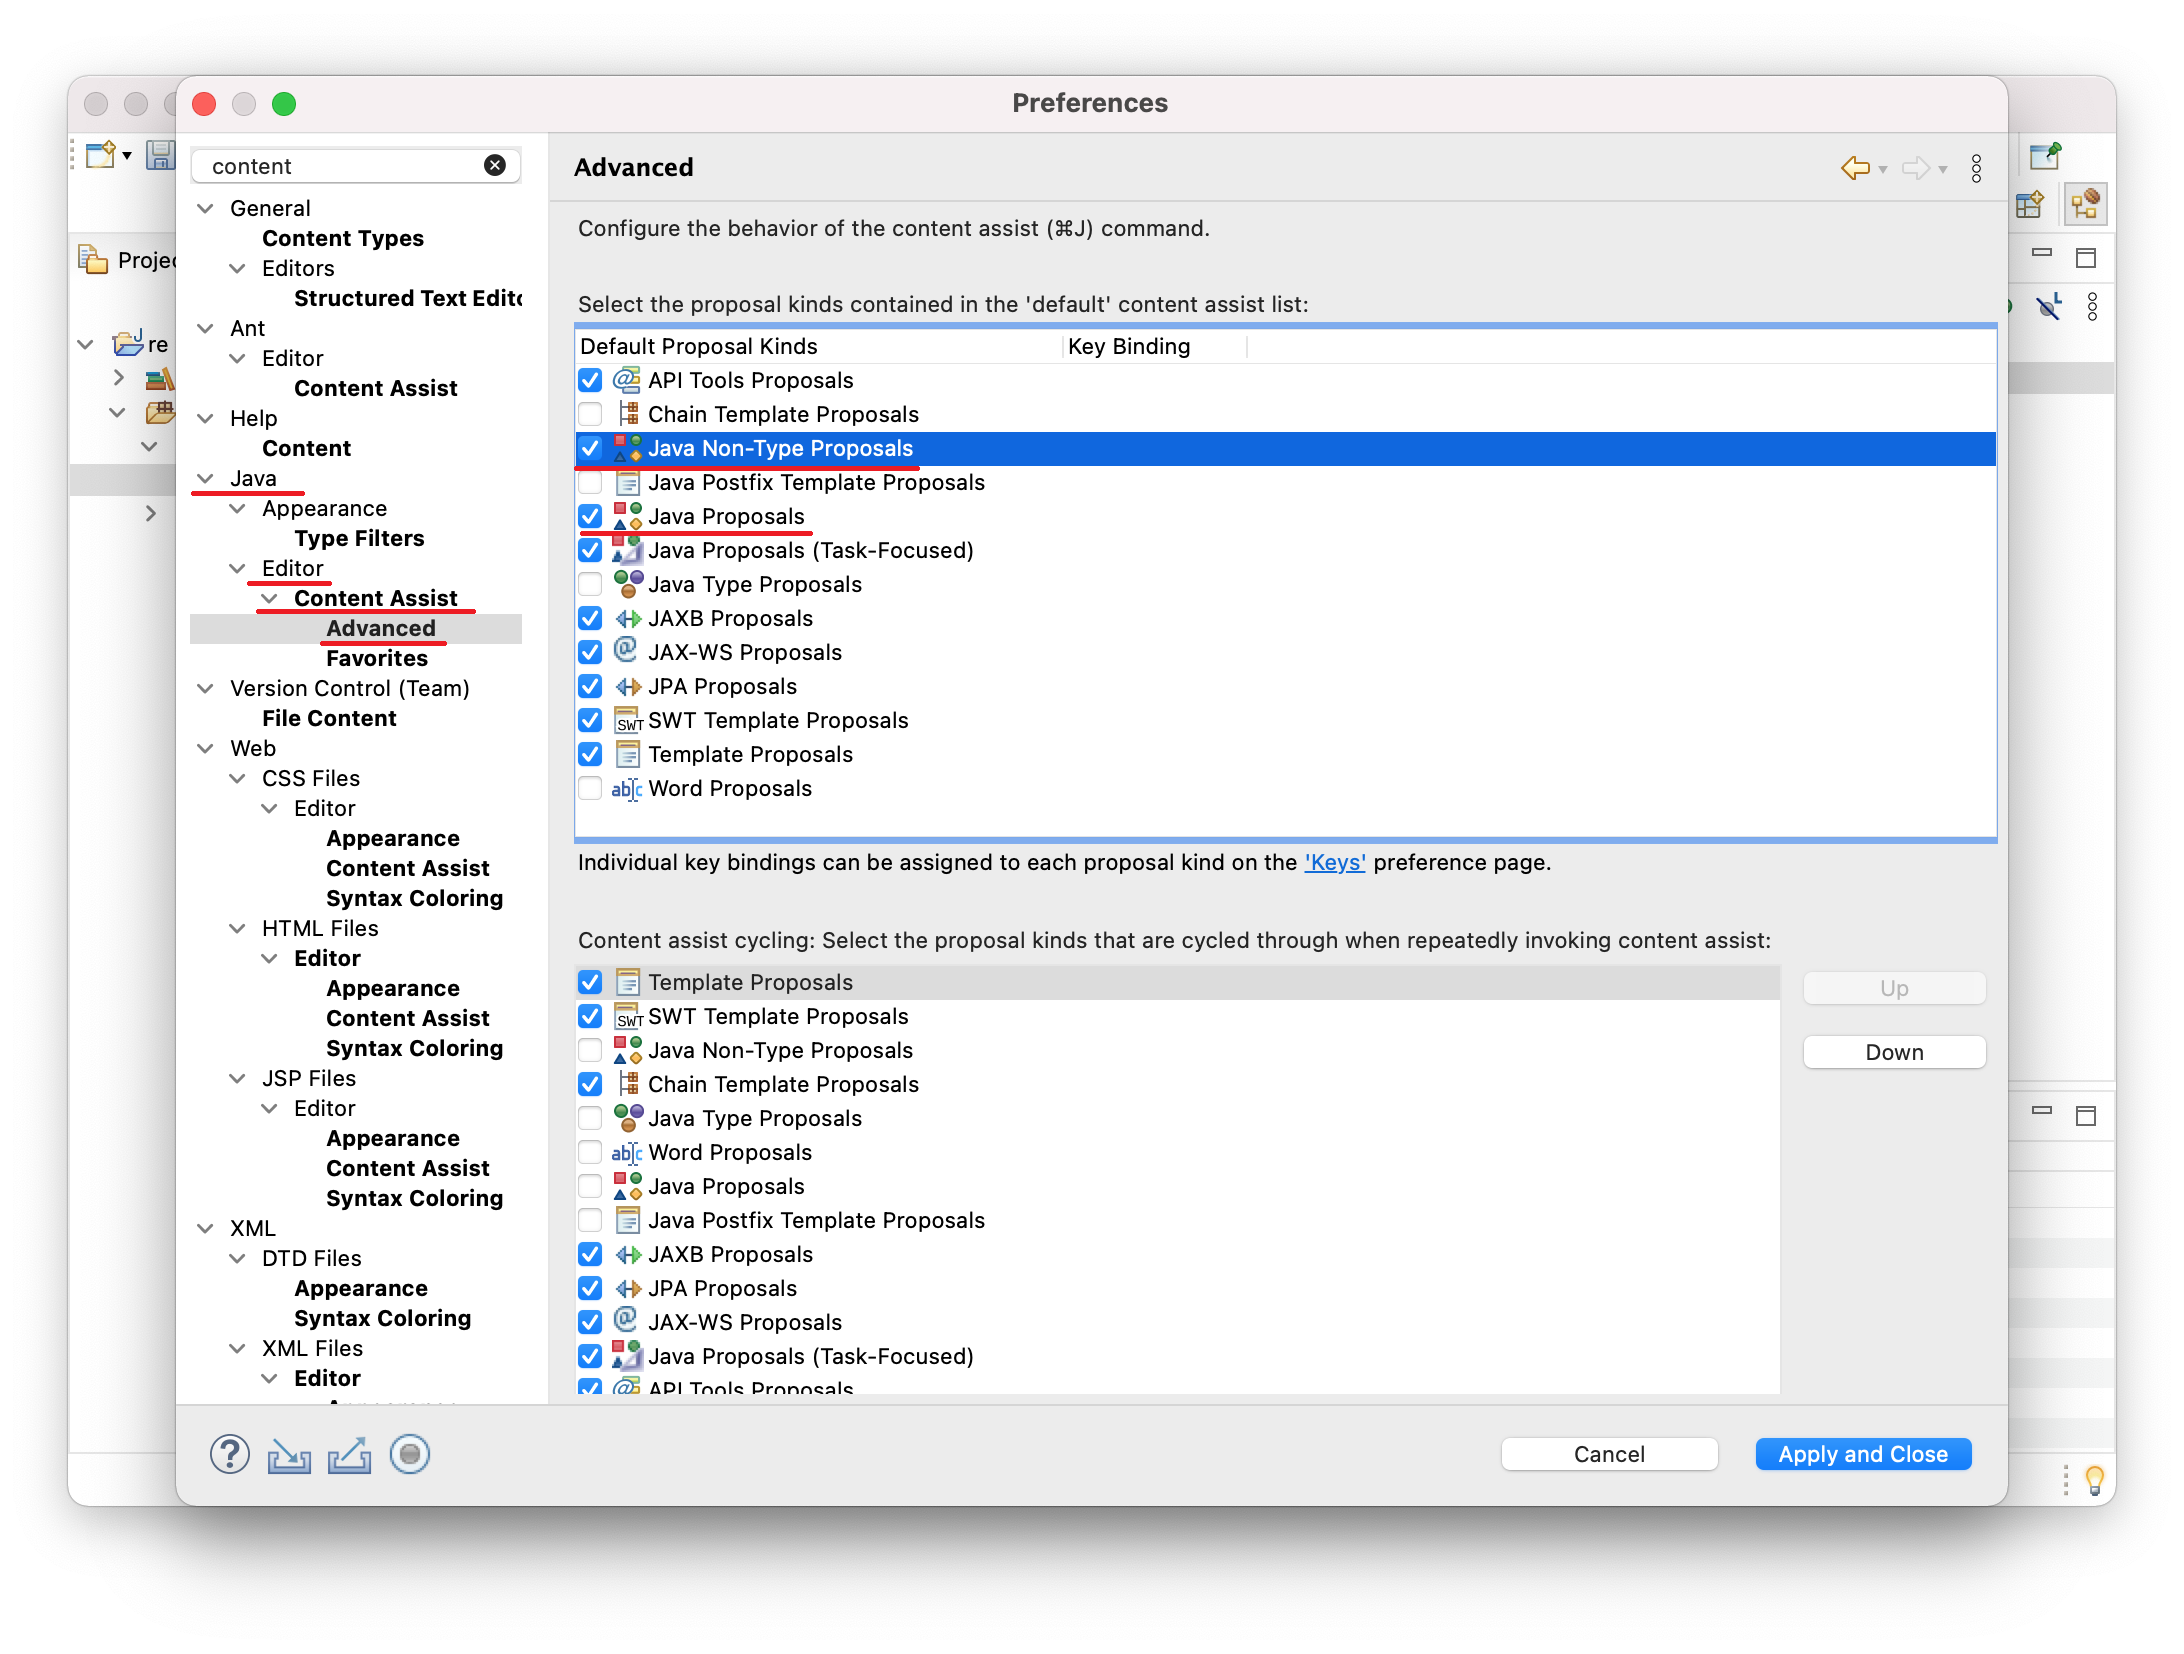 Preferences
content
General
Content Types
Editors
Structured Text Edit
Ant
Editor
Content Assist
Help
Content
Java
Appearance
Type Filters
Editor
Content Assist
Advanced
Favorites
Version Control (Team)
File Content
Web
CSS Files
Editor
Appearance
Content Assist
Syntax Coloring
HTML Files
Editor
Appearance
Content Assist
Syntax Coloring
JSP Files
Editor
Appearance
Content Assist
Syntax Coloring
XML
DTD Files
Appearance
Syntax Coloring
XML Files
Editor
Projec
re
Advanced
Configure the behavior of the content assist (⌘J) command.
Select the proposal kinds contained in the 'default' content assist list:
Default Proposal Kinds Key Binding
API Tools Proposals
Chain Template Proposals
Java Non-Type Proposals
Java Postfix Template Proposals
Java Proposals
Java Proposals (Task-Focused)
Java Type Proposals
JAXB Proposals
JAX-WS Proposals
JPA Proposals
SWT Template Proposals
Template Proposals
Word Proposals
Individual key bindings can be assigned to each proposal kind on the 'Keys' preference page.
Content assist cycling: Select the proposal kinds that are cycled through when repeatedly invoking content assist:
Template Proposals
SWT Template Proposals
Java Non-Type Proposals
Chain Template Proposals
Java Type Proposals
Word Proposals
Java Proposals
Java Postfix Template Proposals
JAXB Proposals
JPA Proposals
JAX-WS Proposals
Java Proposals (Task-Focused)
API Tools Proposals
Up
Down
Cancel
Apply and Close